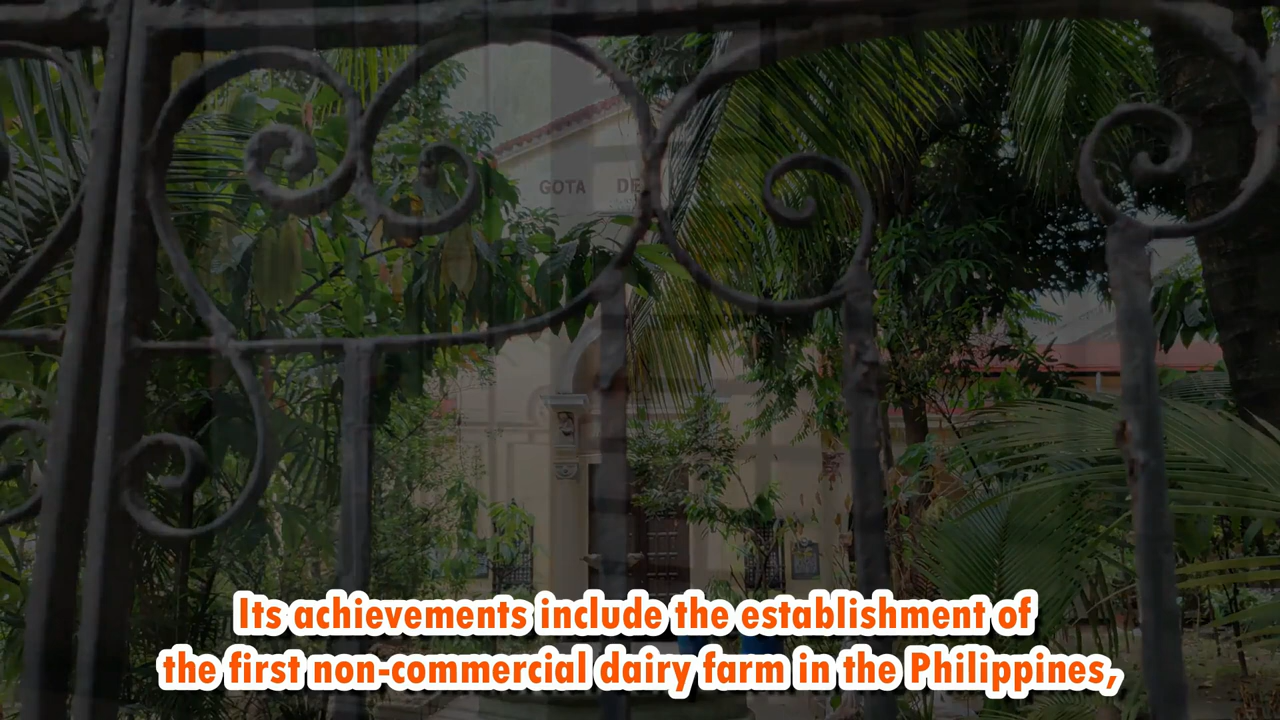 GOTA DE
Its achievements include the establishment of
the first non-commercial dairy farm in the Philippines,